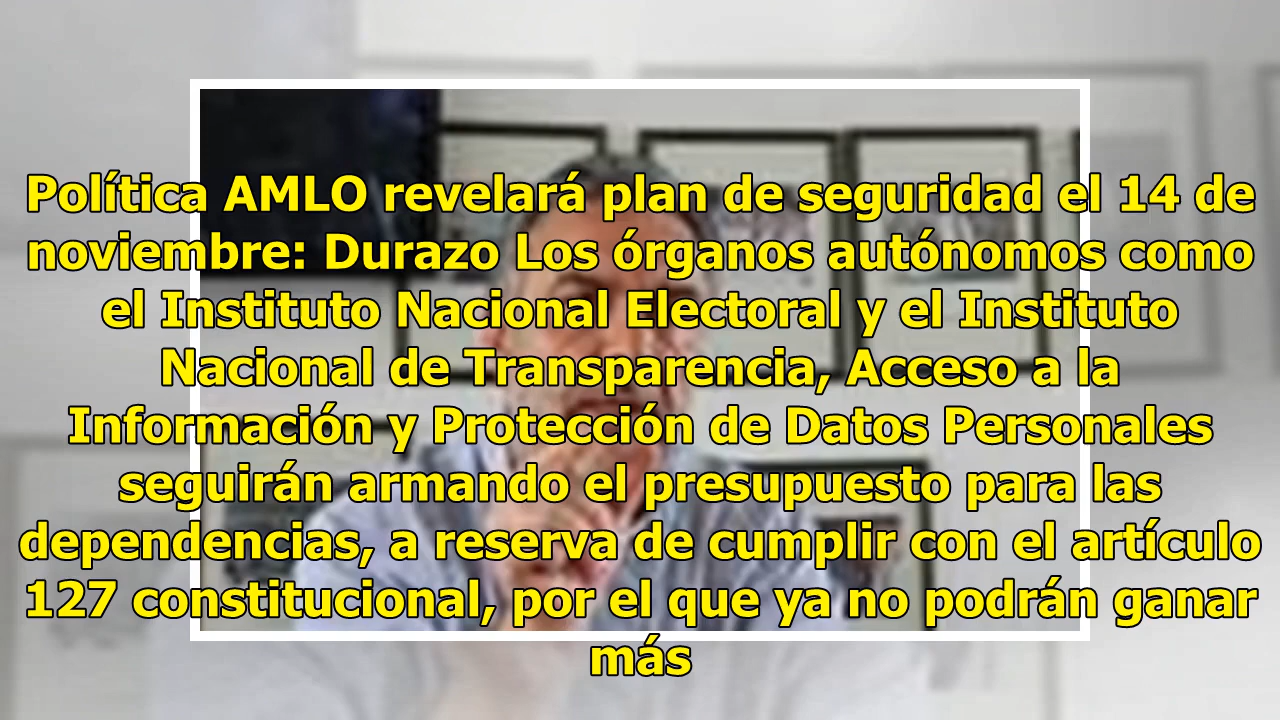 Política AMLO revelará plan de seguridad el 14 de
noviembre: Durazo Los órganos autónomos como
el Instituto Nacional Electoral y el Instituto
Nacional de Transparencia, Acceso a la
Información y Protección de Datos Personales
seguirán armando el presupuesto para las
dependencias, a reserva de cumplir con el artículo
127 constitucional, por el que ya no podrán ganar
más